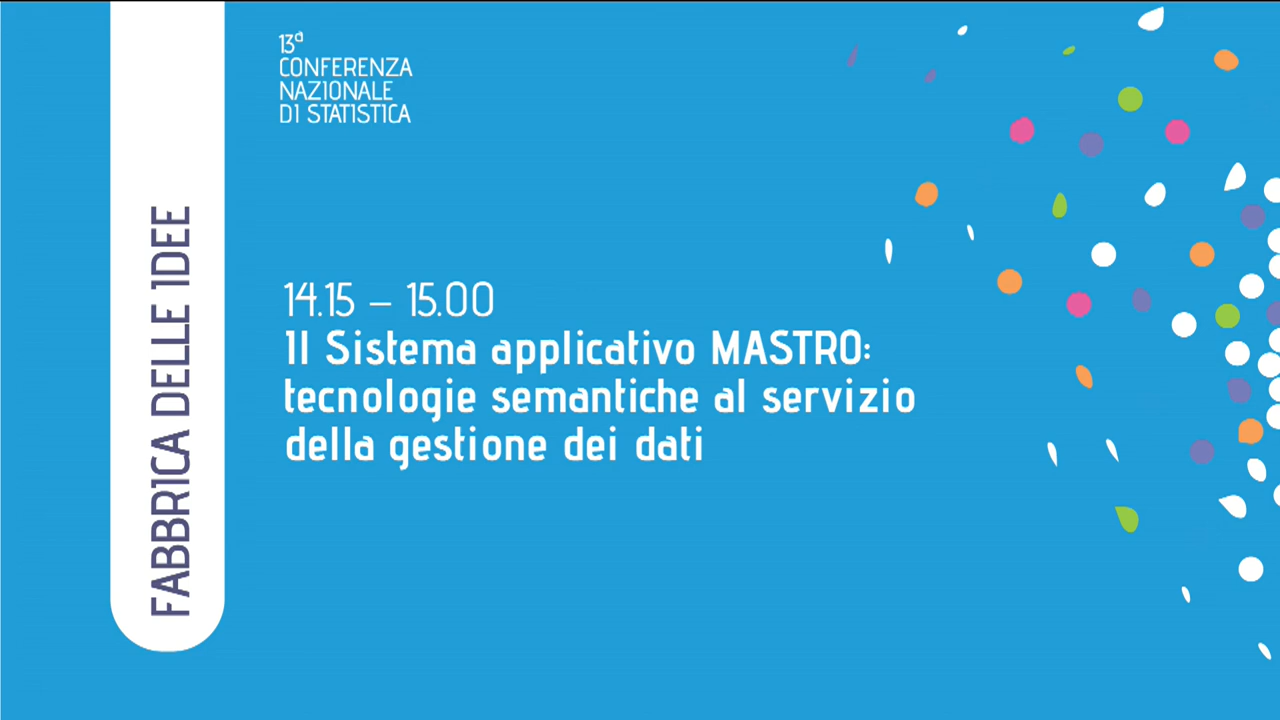 13ª
CONFERENZA
NAZIONALE
DI STATISTICA
FABBRICA DELLE IDEE
14.15 – 15.00
Il Sistema applicativo MASTRO:
tecnologie semantiche al servizio
della gestione dei dati